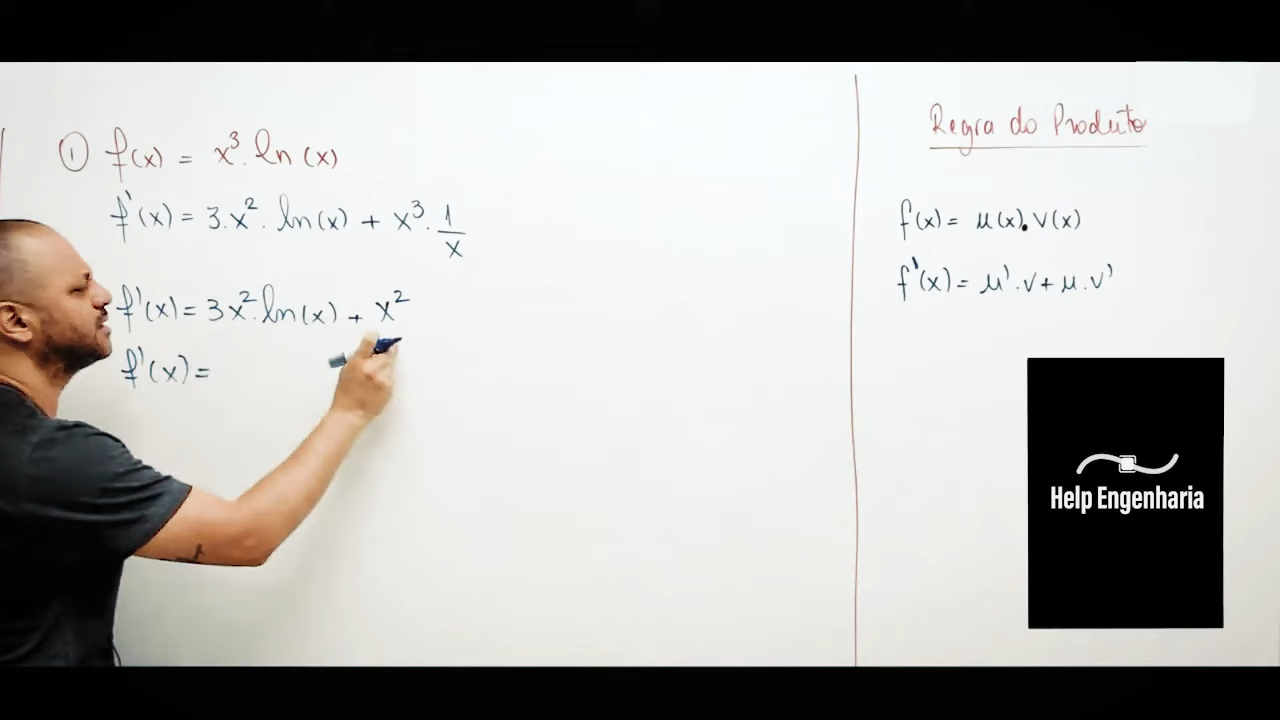 ① f(x) = x³ · ln(x)
f'(x) = 3·x² · ln(x) + x³ · 1/x
f'(x) = 3x² · ln(x) + x²
f'(x) =
Regra do Produto
f(x) = u(x) · v(x)
f'(x) = u' · v + u · v'
Help Engenharia